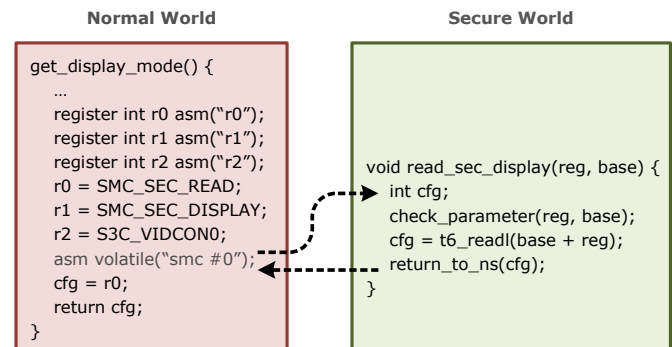 Normal World
get_display_mode() {
…
register int r0 asm(“r0”);
register int r1 asm(“r1”);
register int r2 asm(“r2”);
r0 = SMC_SEC_READ;
r1 = SMC_SEC_DISPLAY;
r2 = S3C_VIDCON0;
asm volatile(“smc #0”);
cfg = r0;
return cfg;
}
Secure World
void read_sec_display(reg, base) {
int cfg;
check_parameter(reg, base);
cfg = t6_readl(base + reg);
return_to_ns(cfg);
}